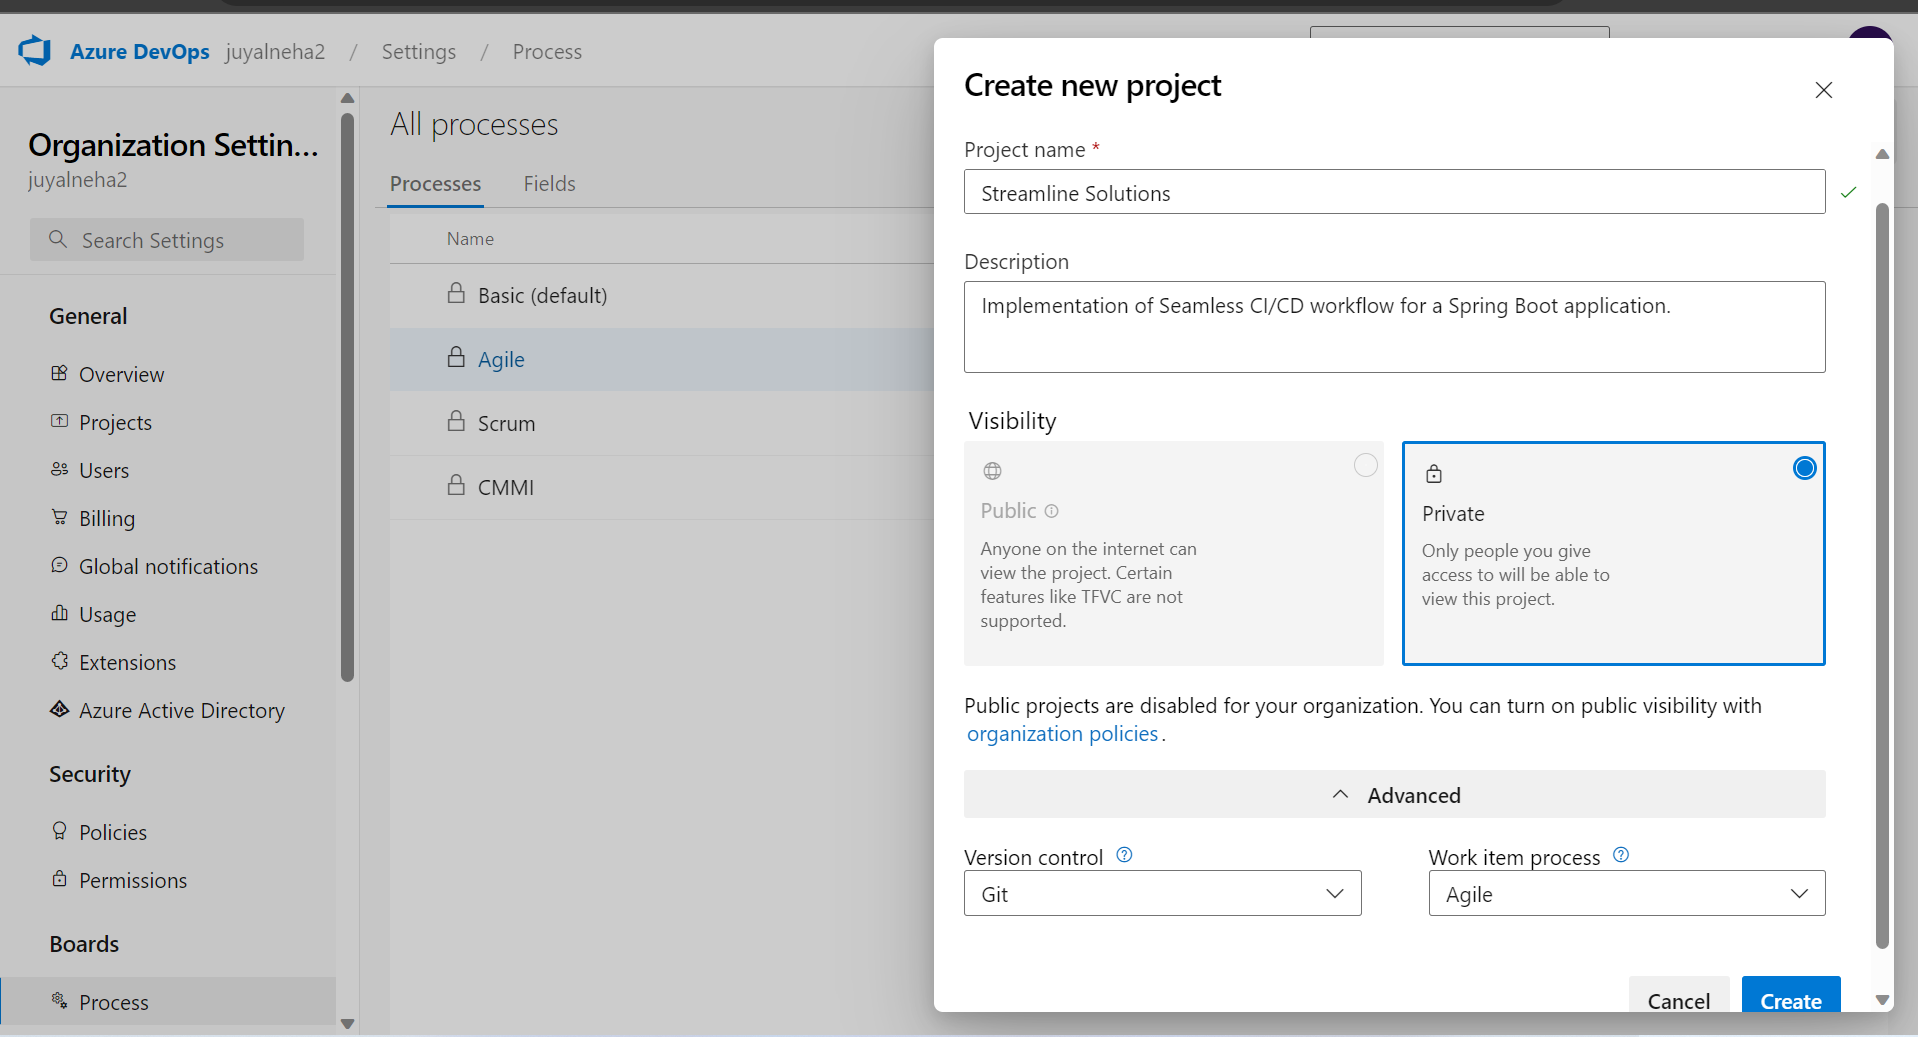 Azure DevOps juyalneha2 / Settings / Process
Organization Settin...
juyalneha2
Search Settings
General
Overview
Projects
Users
Billing
Global notifications
Usage
Extensions
Azure Active Directory
Security
Policies
Permissions
Boards
Process
All processes
Processes Fields
Name
Basic (default)
Agile
Scrum
CMMI
Create new project
Project name *
Streamline Solutions
Description
Implementation of Seamless CI/CD workflow for a Spring Boot application.
Visibility
Public
Anyone on the internet can
view the project. Certain
features like TFVC are not
supported.
Private
Only people you give
access to will be able to
view this project.
Public projects are disabled for your organization. You can turn on public visibility with
organization policies.
Advanced
Version control
Git
Work item process
Agile
Cancel Create